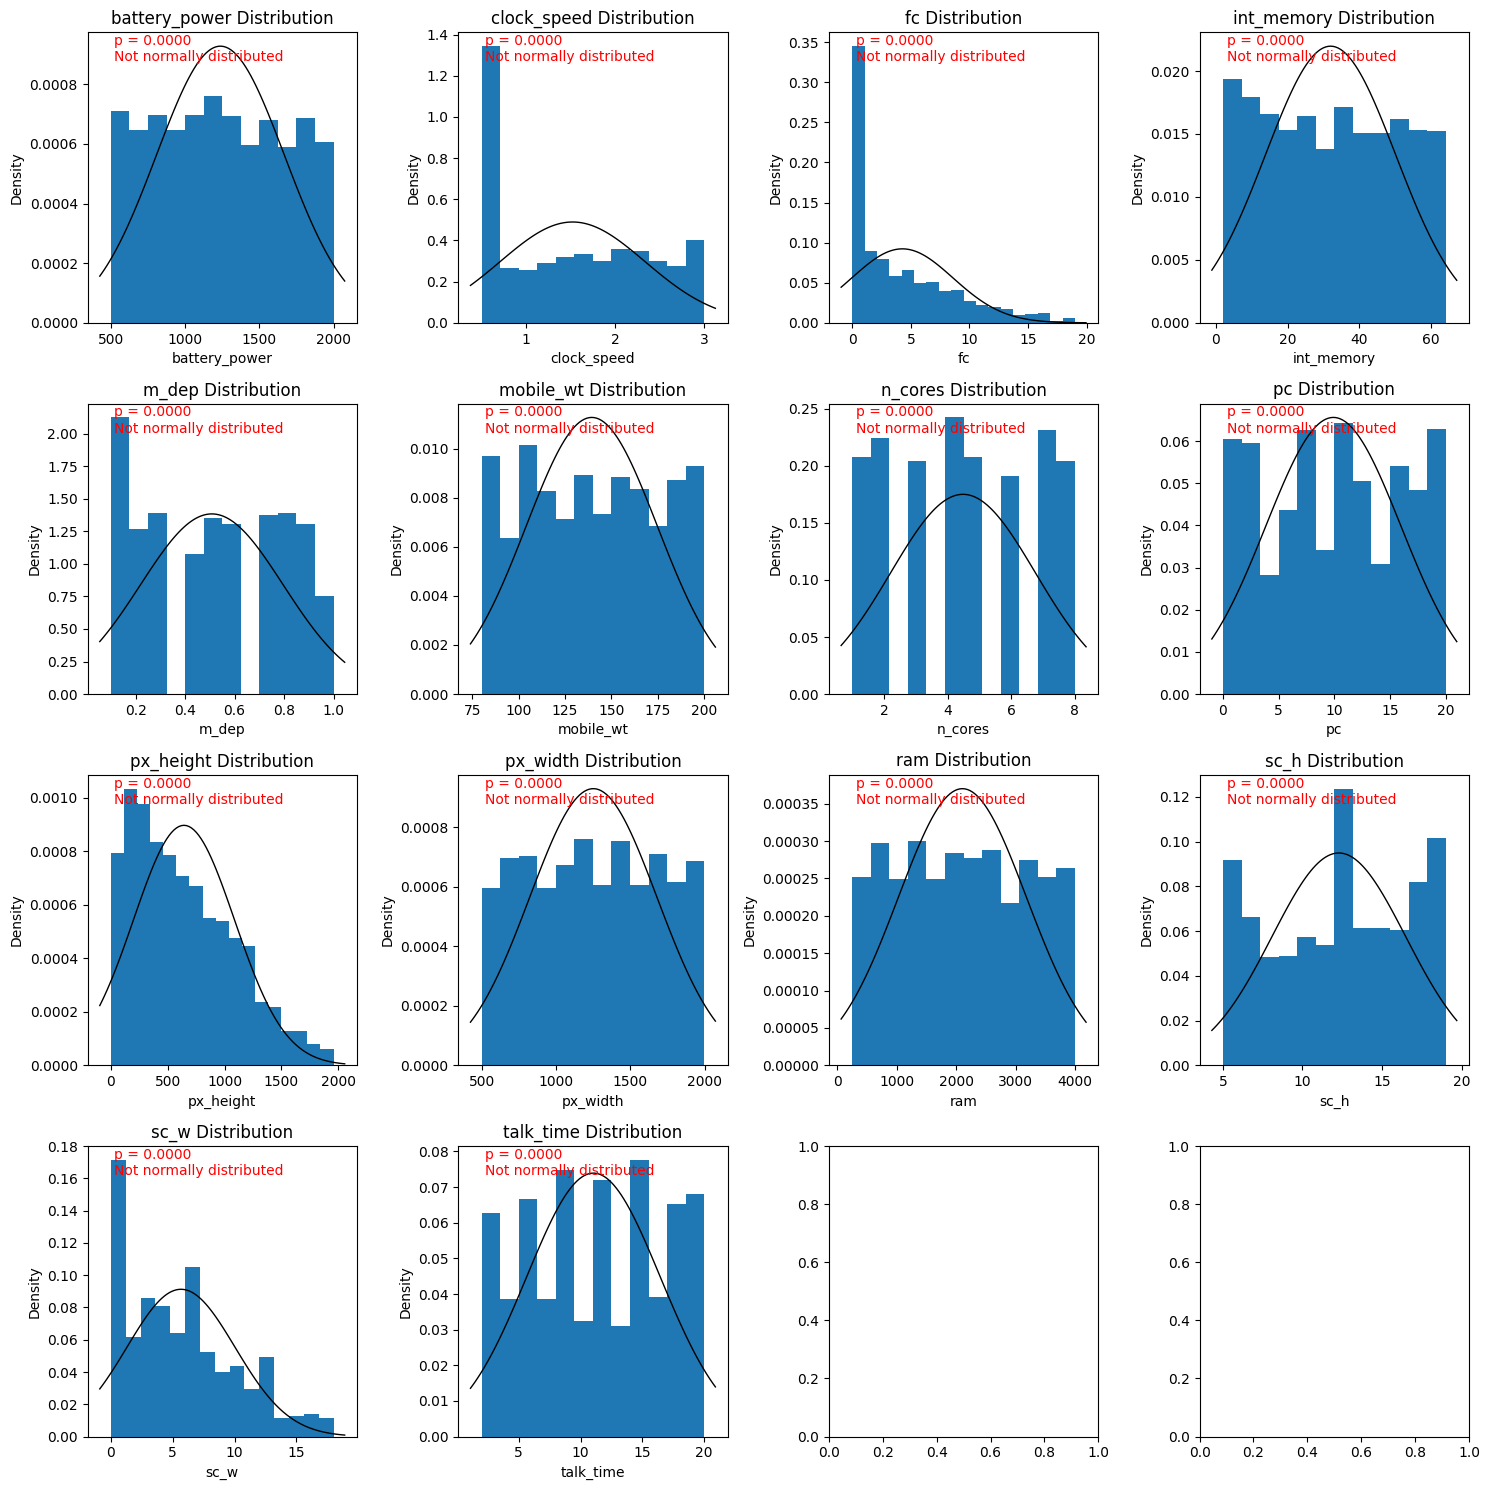 battery_power Distribution
p = 0.0000
Not normally distributed
0.0008
0.0006
0.0004
0.0002
0.0000
Density
500 1000 1500 2000
battery_power
clock_speed Distribution
p = 0.0000
Not normally distributed
1.4
1.2
1.0
0.8
0.6
0.4
0.2
0.0
Density
1 2 3
clock_speed
fc Distribution
p = 0.0000
Not normally distributed
0.35
0.30
0.25
0.20
0.15
0.10
0.05
0.00
Density
0 5 10 15 20
fc
int_memory Distribution
p = 0.0000
Not normally distributed
0.020
0.015
0.010
0.005
0.000
Density
0 20 40 60
int_memory
m_dep Distribution
p = 0.0000
Not normally distributed
2.00
1.75
1.50
1.25
1.00
0.75
0.50
0.25
0.00
Density
0.2 0.4 0.6 0.8 1.0
m_dep
mobile_wt Distribution
p = 0.0000
Not normally distributed
0.010
0.008
0.006
0.004
0.002
0.000
Density
75 100 125 150 175 200
mobile_wt
n_cores Distribution
p = 0.0000
Not normally distributed
0.25
0.20
0.15
0.10
0.05
0.00
Density
2 4 6 8
n_cores
pc Distribution
p = 0.0000
Not normally distributed
0.06
0.05
0.04
0.03
0.02
0.01
0.00
Density
0 5 10 15 20
pc
px_height Distribution
p = 0.0000
Not normally distributed
0.0010
0.0008
0.0006
0.0004
0.0002
0.0000
Density
0 500 1000 1500 2000
px_height
px_width Distribution
p = 0.0000
Not normally distributed
0.0008
0.0006
0.0004
0.0002
0.0000
Density
500 1000 1500 2000
px_width
ram Distribution
p = 0.0000
Not normally distributed
0.00035
0.00030
0.00025
0.00020
0.00015
0.00010
0.00005
0.00000
Density
0 1000 2000 3000 4000
ram
sc_h Distribution
p = 0.0000
Not normally distributed
0.12
0.10
0.08
0.06
0.04
0.02
0.00
Density
5 10 15 20
sc_h
sc_w Distribution
p = 0.0000
Not normally distributed
0.18
0.16
0.14
0.12
0.10
0.08
0.06
0.04
0.02
0.00
Density
0 5 10 15
sc_w
talk_time Distribution
p = 0.0000
Not normally distributed
0.08
0.07
0.06
0.05
0.04
0.03
0.02
0.01
0.00
Density
5 10 15 20
talk_time
1.0
0.8
0.6
0.4
0.2
0.0
0.0 0.2 0.4 0.6 0.8 1.0
1.0
0.8
0.6
0.4
0.2
0.0
0.0 0.2 0.4 0.6 0.8 1.0